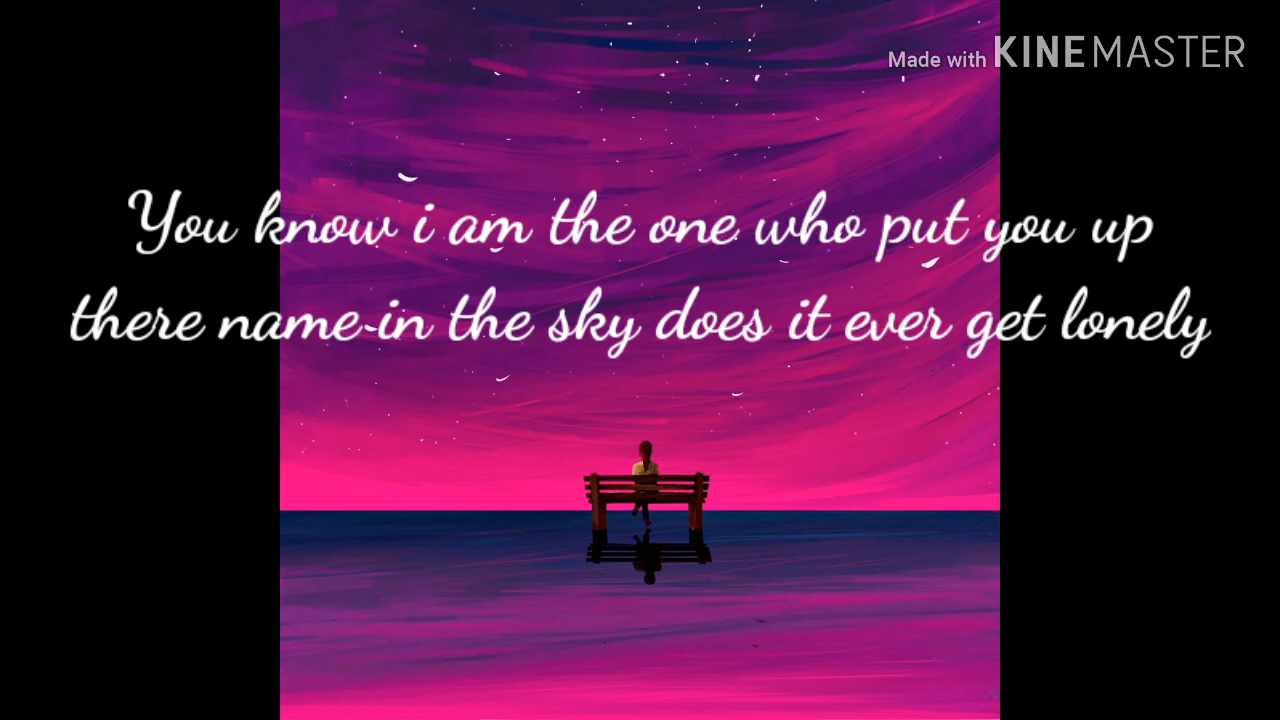 Made with KINEMASTER
You know i am the one who put you up
there name in the sky does it ever get lonely